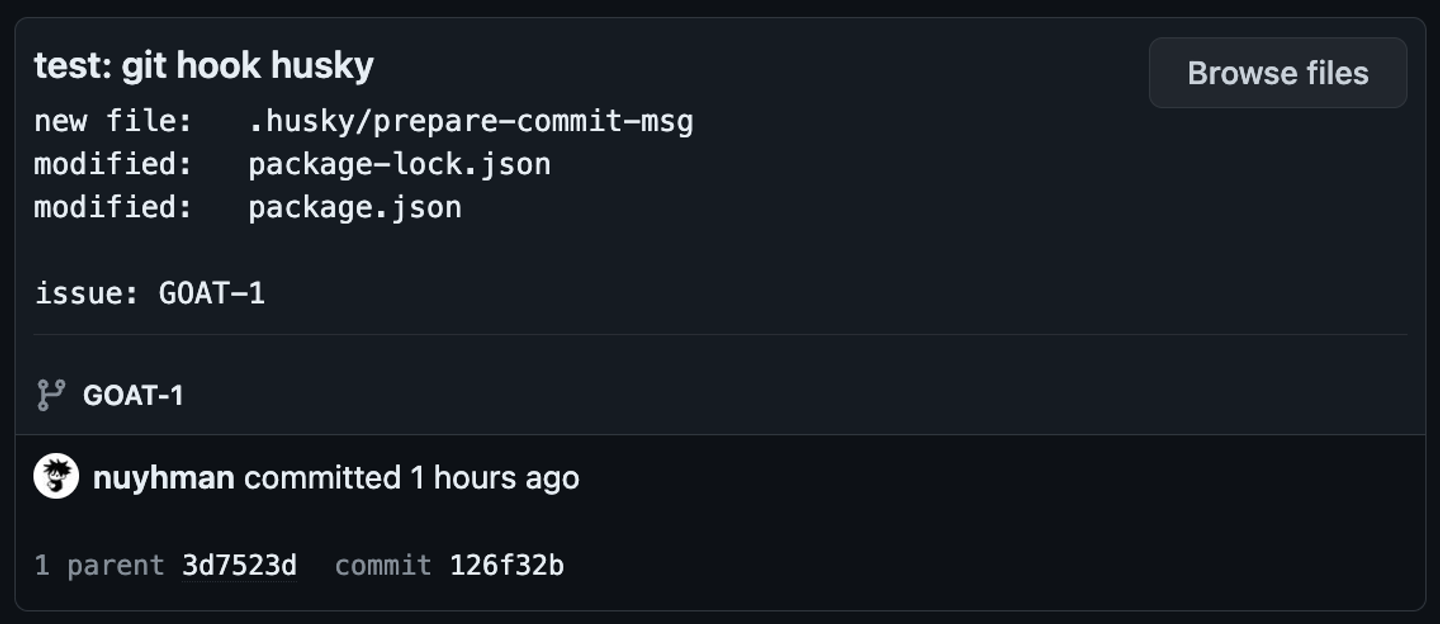 test: git hook husky
Browse files
new file:   .husky/prepare-commit-msg
modified:   package-lock.json
modified:   package.json
issue: GOAT-1
GOAT-1
nuyhman committed 1 hours ago
1 parent 3d7523d  commit 126f32b